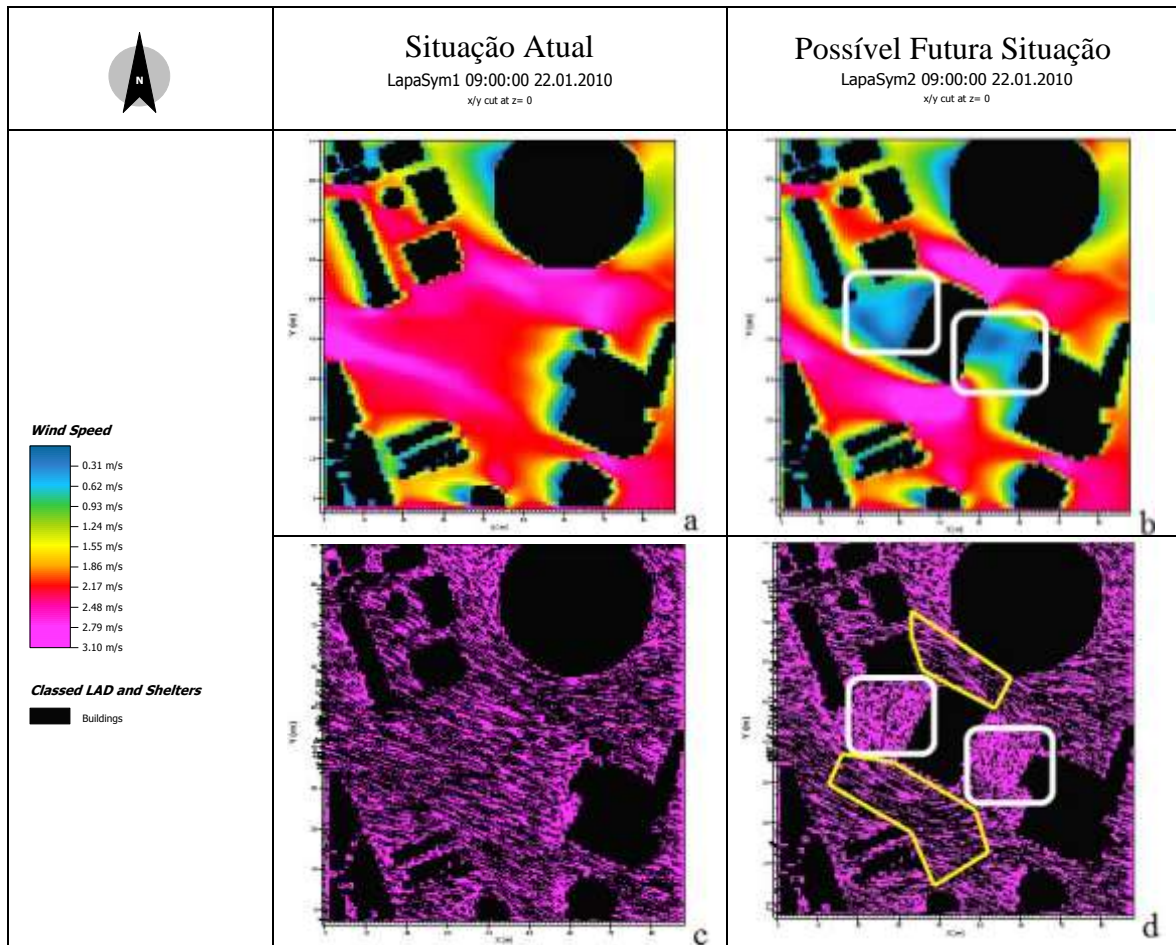 N
Situação Atual
LapaSym1 09:00:00 22.01.2010
x/y cut at z= 0
Possível Futura Situação
LapaSym2 09:00:00 22.01.2010
x/y cut at z= 0
Wind Speed
0.31 m/s
0.62 m/s
0.93 m/s
1.24 m/s
1.55 m/s
1.86 m/s
2.17 m/s
2.48 m/s
2.79 m/s
3.10 m/s
Classed LAD and Shelters
Buildings
Y (m)
a
Y (m)
b
Y (m)
c
Y (m)
d